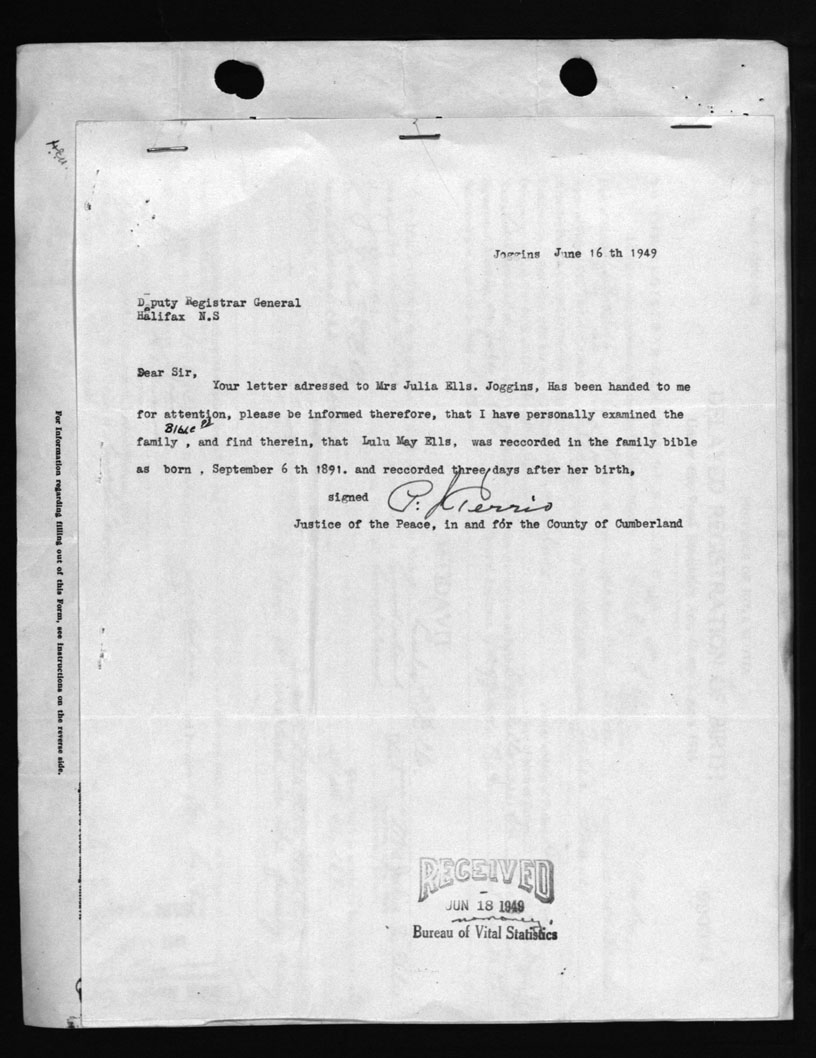 Joggins June 16 th 1949
Deputy Registrar General
Halifax N.S
Dear Sir,
Your letter adressed to Mrs Julia Ells. Joggins, Has been handed to me
for attention, please be informed therefore, that I have personally examined the
Bible
family , and find therein, that Lulu May Ells, was reccorded in the family bible
as born , September 6 th 1891. and reccorded three days after her birth,
signed
Justice of the Peace, in and for the County of Cumberland
For Information regarding filling out of this Form, see Instructions on the reverse side.
RECEIVED
JUN 18 1949
no money
Bureau of Vital Statistics